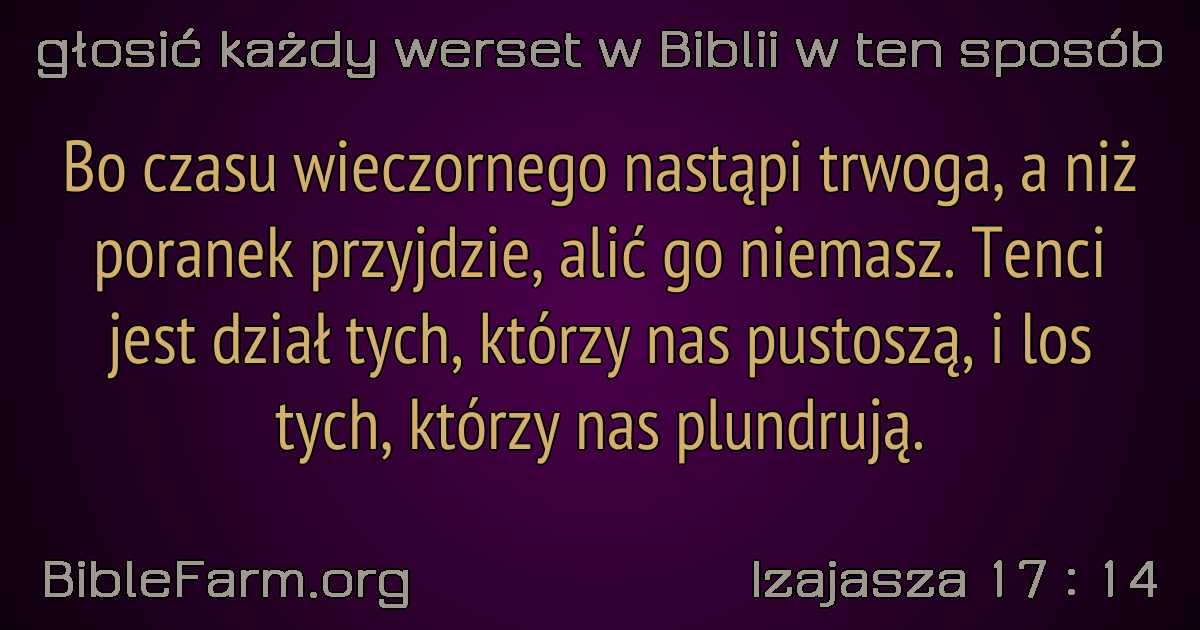 głosić każdy werset w Biblii w ten sposób
Bo czasu wieczornego nastąpi trwoga, a niż
poranek przyjdzie, alić go niemasz. Tenci
jest dział tych, którzy nas pustoszą, i los
tych, którzy nas plundrują.
BibleFarm.org
Izajasza 17 : 14